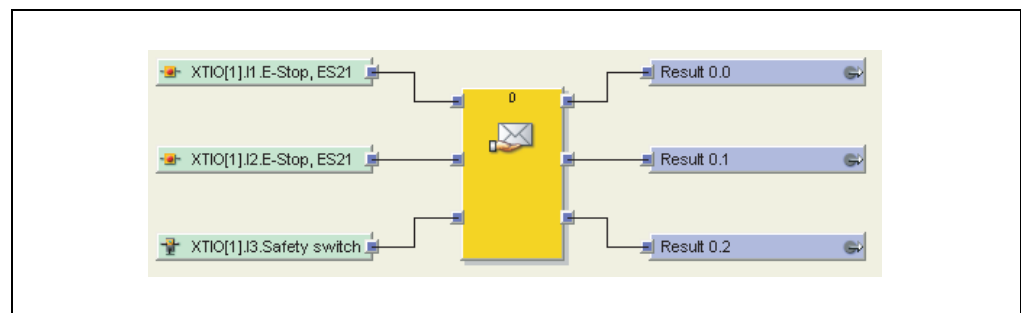 XTIO[1].I1.E-Stop, ES21
0
Result 0.0
XTIO[1].I2.E-Stop, ES21
Result 0.1
XTIO[1].I3.Safety switch
Result 0.2